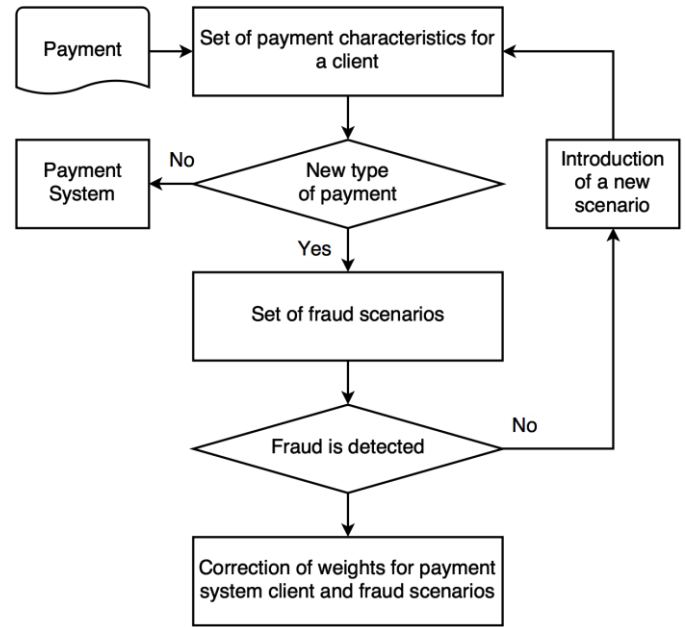 Payment
Set of payment characteristics for
a client
No
Payment
System
New type
of payment
Introduction
of a new
scenario
Yes
Set of fraud scenarios
No
Fraud is detected
Correction of weights for payment
system client and fraud scenarios